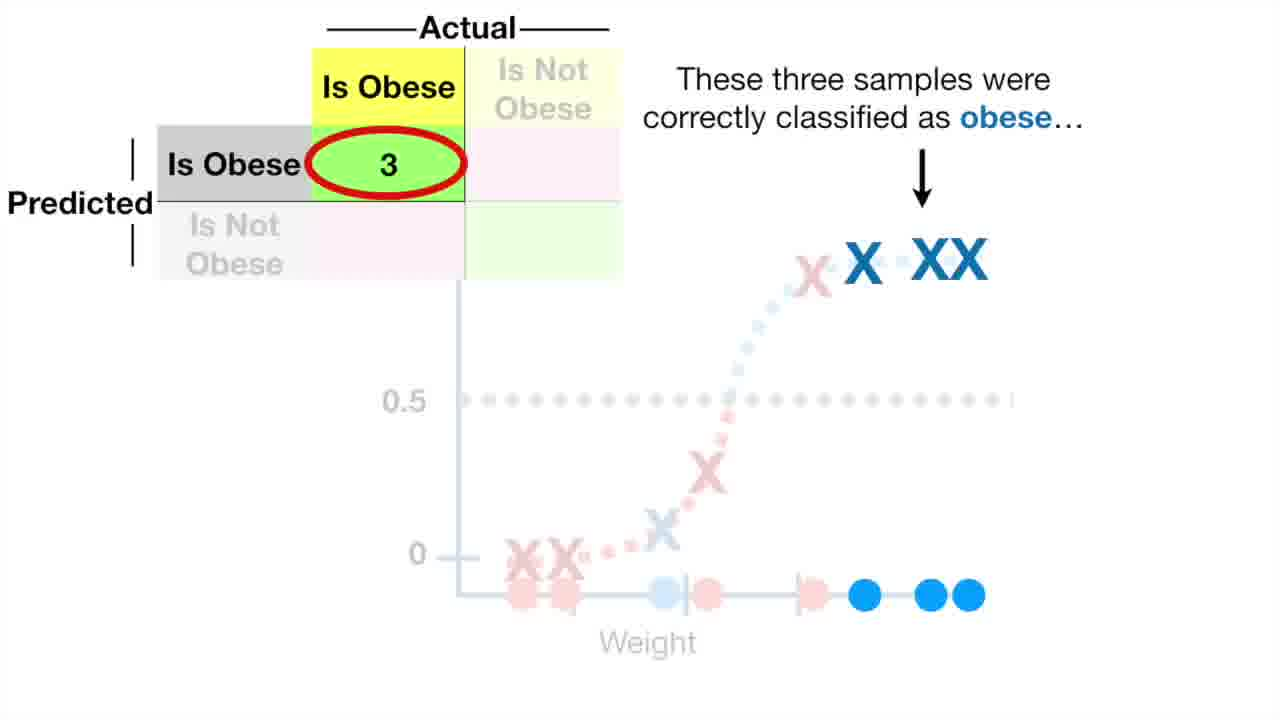 Actual
Is Obese
Is Not
Obese
Predicted
Is Obese
3
Is Not
Obese
These three samples were
correctly classified as obese…
X
X
X
X
0.5
X
X
X
X
0
Weight